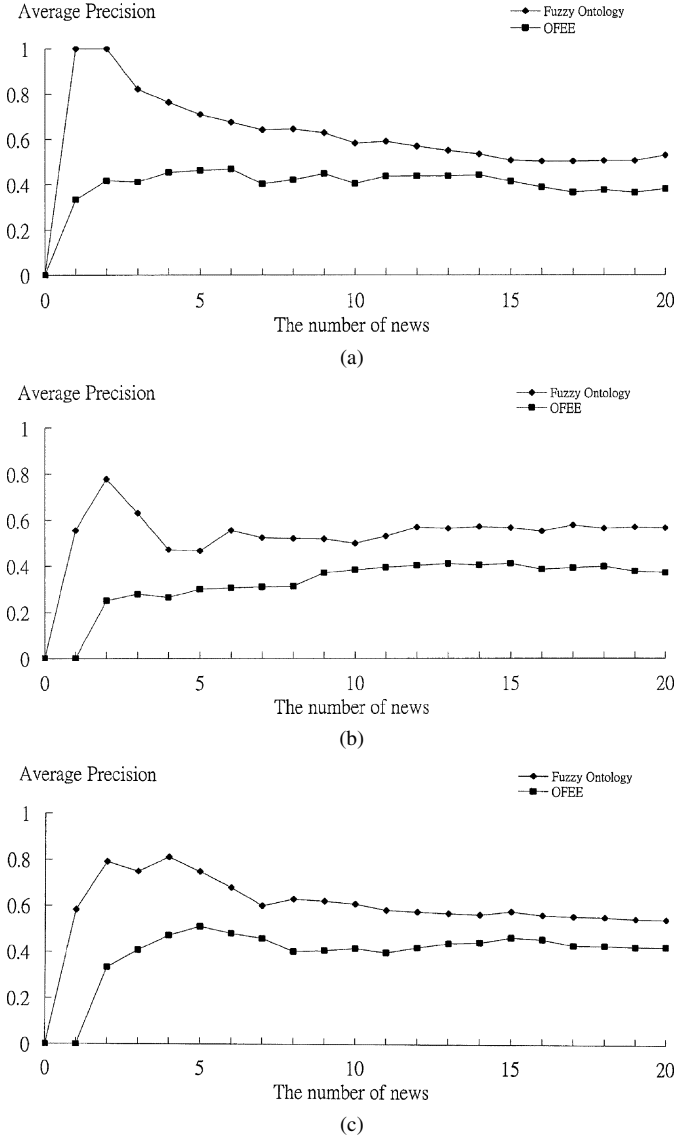 Average Precision
Fuzzy Ontology
OFEE
1
0.8
0.6
0.4
0.2
0
0 5 10 15 20
The number of news
(a)
Average Precision
Fuzzy Ontology
OFEE
1
0.8
0.6
0.4
0.2
0
0 5 10 15 20
The number of news
(b)
Average Precision
Fuzzy Ontology
OFEE
1
0.8
0.6
0.4
0.2
0
0 5 10 15 20
The number of news
(c)